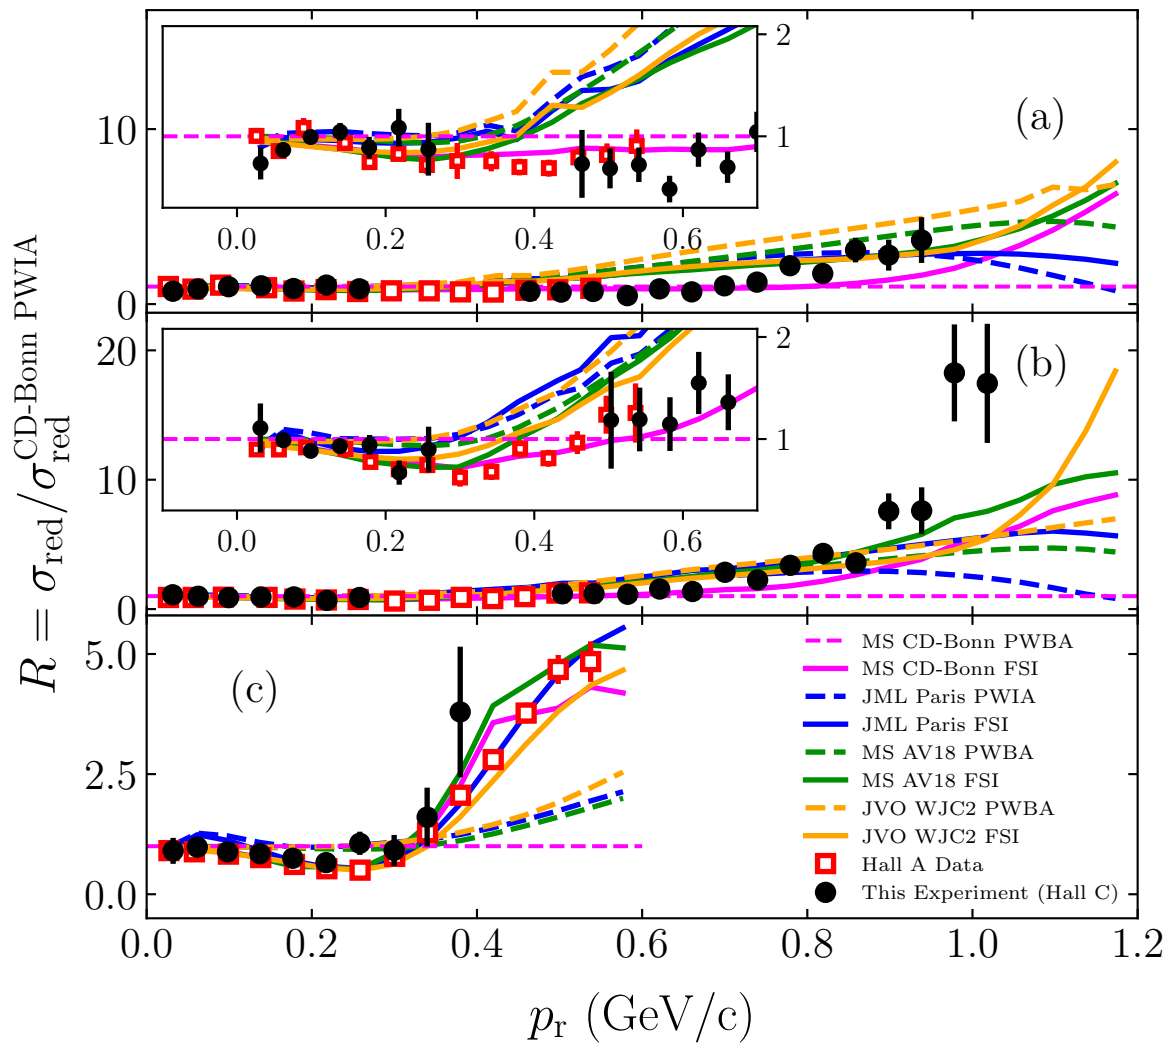 R = σred/σred^CD-Bonn PWIA
10
0
(a)
2
1
0.0 0.2 0.4 0.6
20
10
0
(b)
2
1
0.0 0.2 0.4 0.6
5.0
2.5
0.0
(c)
MS CD-Bonn PWBA
MS CD-Bonn FSI
JML Paris PWIA
JML Paris FSI
MS AV18 PWBA
MS AV18 FSI
JVO WJC2 PWBA
JVO WJC2 FSI
Hall A Data
This Experiment (Hall C)
0.0 0.2 0.4 0.6 0.8 1.0 1.2
pr (GeV/c)